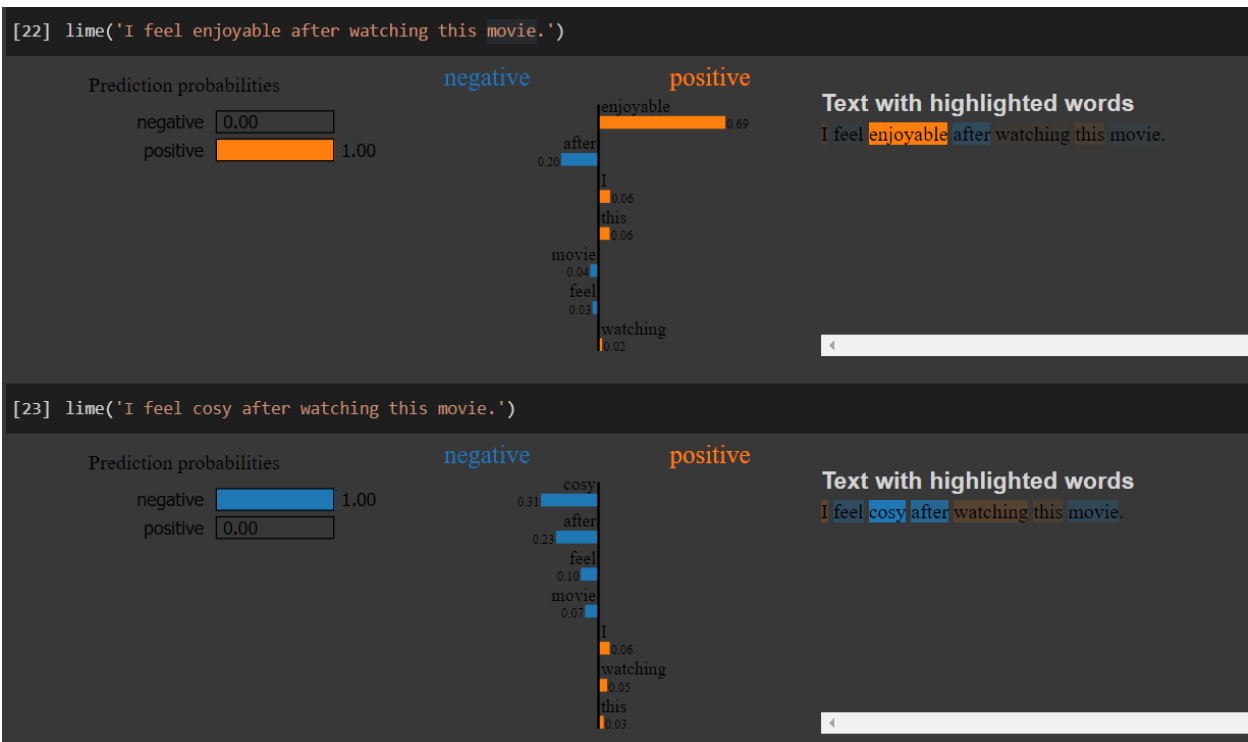 [22] lime('I feel enjoyable after watching this movie.')
Prediction probabilities
negative 0.00
positive 1.00
negative positive
enjoyable
0.69
after
0.20
I
0.06
this
0.06
movie
0.04
feel
0.03
watching
0.02
Text with highlighted words
I feel enjoyable after watching this movie.
[23] lime('I feel cosy after watching this movie.')
Prediction probabilities
negative 1.00
positive 0.00
negative positive
cosy
0.31
after
0.23
feel
0.10
movie
0.07
I
0.06
watching
0.05
this
0.03
Text with highlighted words
I feel cosy after watching this movie.